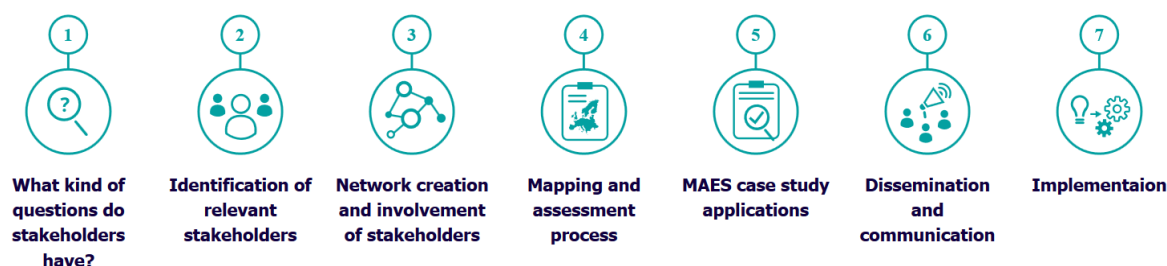 1
What kind of
questions do
stakeholders
have?
2
Identification of
relevant
stakeholders
3
Network creation
and involvement
of stakeholders
4
Mapping and
assessment
process
5
MAES case study
applications
6
Dissemination
and
communication
7
Implementaion
?